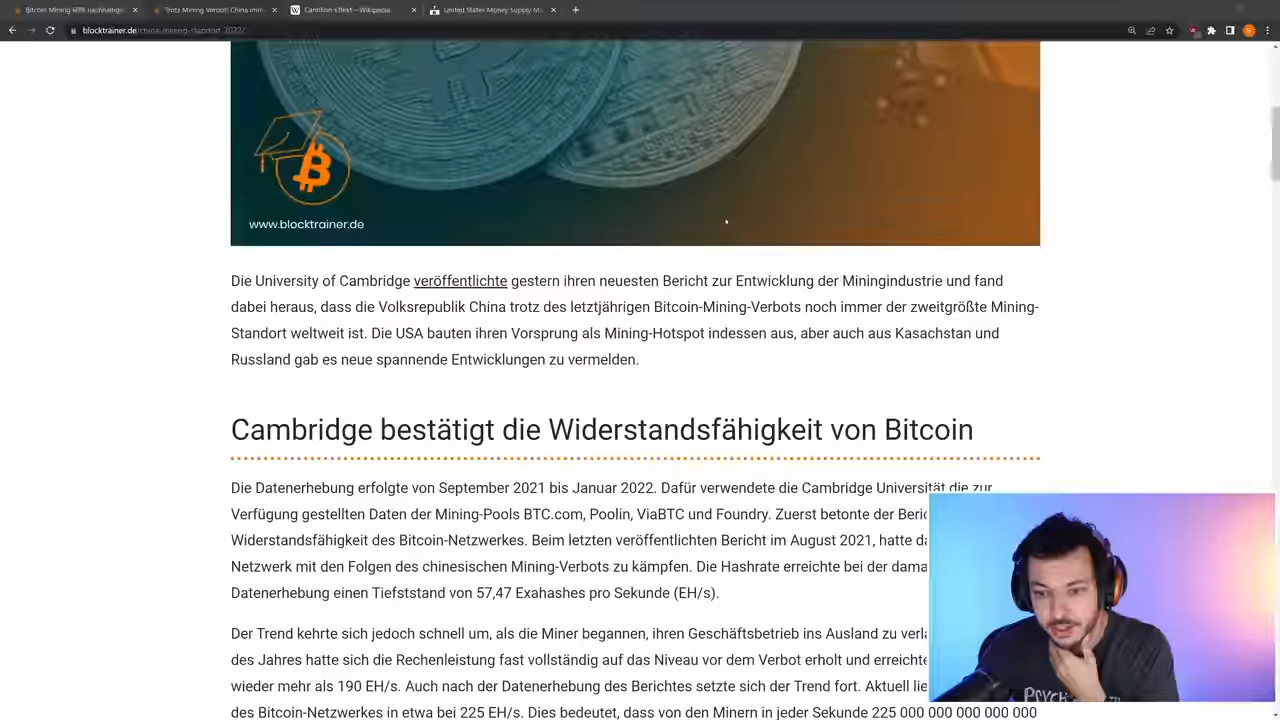 Bitcoin Mining 60% nachhaltig!
Trotz Mining Verbot! China
Cantillon-Effekt – Wikipedia
United States Money Supply M
blocktrainer.de/china-mining-standort-2022/
www.blocktrainer.de
Die University of Cambridge veröffentlichte gestern ihren neuesten Bericht zur Entwicklung der Miningindustrie und fand
dabei heraus, dass die Volksrepublik China trotz des letztjährigen Bitcoin-Mining-Verbots noch immer der zweitgrößte Mining-
Standort weltweit ist. Die USA bauten ihren Vorsprung als Mining-Hotspot indessen aus, aber auch aus Kasachstan und
Russland gab es neue spannende Entwicklungen zu vermelden.
Cambridge bestätigt die Widerstandsfähigkeit von Bitcoin
Die Datenerhebung erfolgte von September 2021 bis Januar 2022. Dafür verwendete die Cambridge Universität die zur
Verfügung gestellten Daten der Mining-Pools BTC.com, Poolin, ViaBTC und Foundry. Zuerst betonte der Beri
Widerstandsfähigkeit des Bitcoin-Netzwerkes. Beim letzten veröffentlichten Bericht im August 2021, hatte da
Netzwerk mit den Folgen des chinesischen Mining-Verbots zu kämpfen. Die Hashrate erreichte bei der dama
Datenerhebung einen Tiefststand von 57,47 Exahashes pro Sekunde (EH/s).
Der Trend kehrte sich jedoch schnell um, als die Miner begannen, ihren Geschäftsbetrieb ins Ausland zu verla
des Jahres hatte sich die Rechenleistung fast vollständig auf das Niveau vor dem Verbot erholt und erreichte
wieder mehr als 190 EH/s. Auch nach der Datenerhebung des Berichtes setzte sich der Trend fort. Aktuell lie
des Bitcoin-Netzwerkes in etwa bei 225 EH/s. Dies bedeutet, dass von den Minern in jeder Sekunde 225 000 000 000 000 000
PSYCH